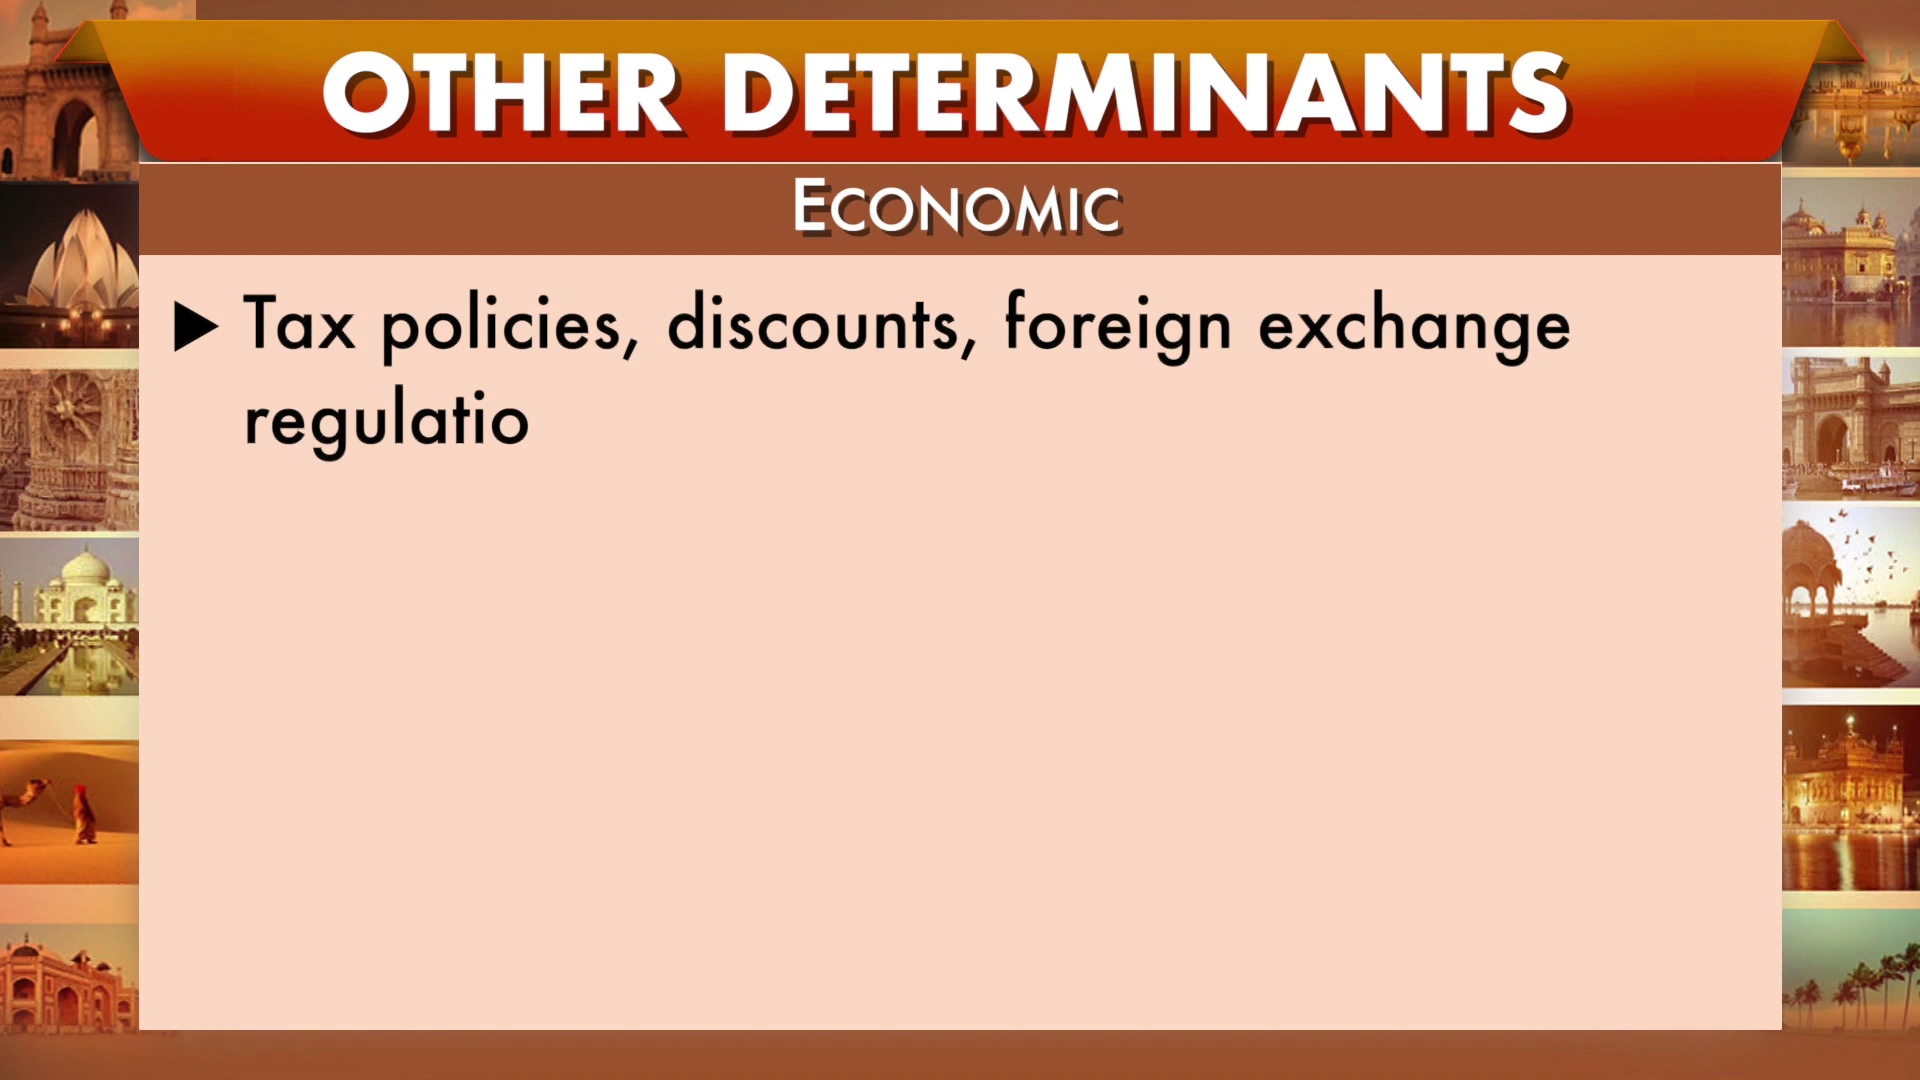 OTHER DETERMINANTS
ECONOMIC
▶ Tax policies, discounts, foreign exchange
regulatio